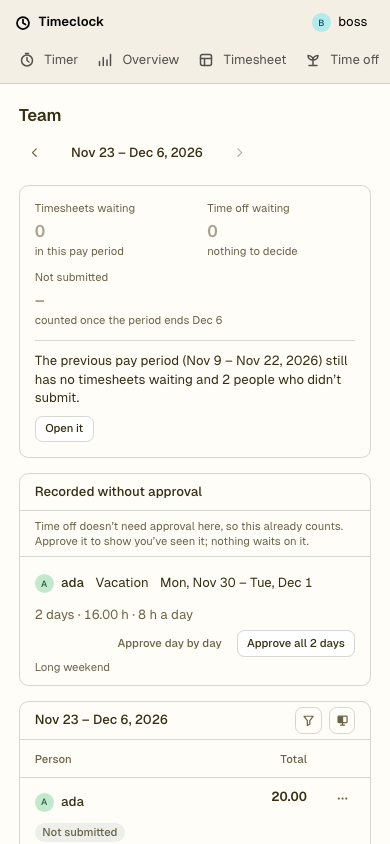 Timeclock
B boss
Timer Overview Timesheet Time off
Team
Nov 23 – Dec 6, 2026
Timesheets waiting
0
in this pay period
Time off waiting
0
nothing to decide
Not submitted
–
counted once the period ends Dec 6
The previous pay period (Nov 9 – Nov 22, 2026) still
has no timesheets waiting and 2 people who didn’t
submit.
Open it
Recorded without approval
Time off doesn’t need approval here, so this already counts.
Approve it to show you’ve seen it; nothing waits on it.
A ada Vacation Mon, Nov 30 – Tue, Dec 1
2 days · 16.00 h · 8 h a day
Approve day by day Approve all 2 days
Long weekend
Nov 23 – Dec 6, 2026
Person Total
A ada 20.00 ...
Not submitted